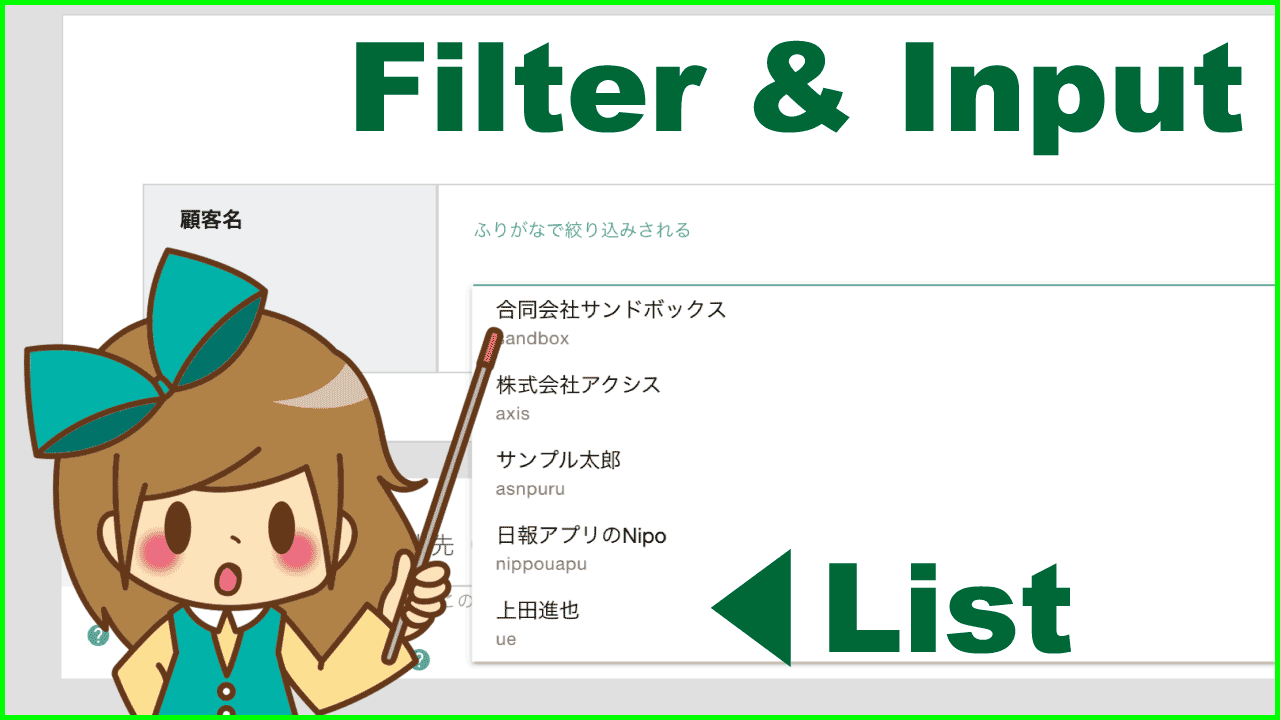 Filter & Input
顧客名
ふりがなで絞り込みされる
合同会社サンドボックス
andbox
株式会社アクシス
axis
サンプル太郎
asnpuru
日報アプリのNipo
先
nippouapu
この
上田進也
List
ue
?
?